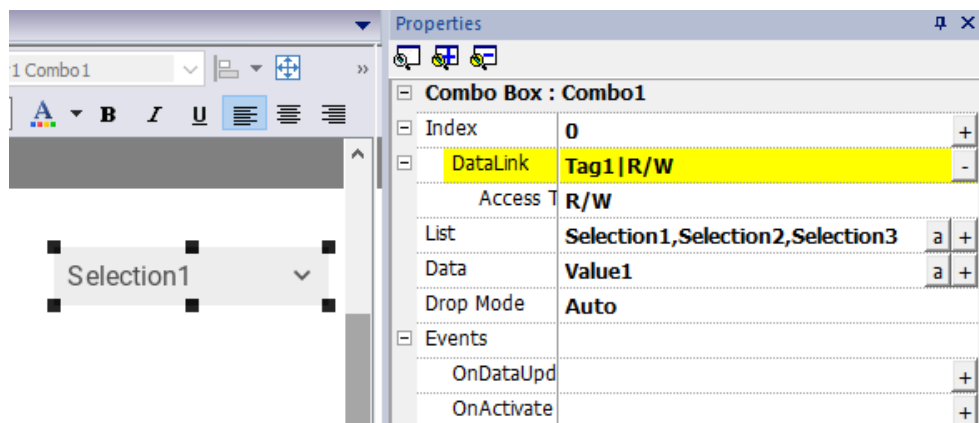 Properties
1 Combo1
B I U
Combo Box : Combo1
Index 0
DataLink Tag1|R/W
Access T R/W
List Selection1,Selection2,Selection3 a
Data Value1 a
Drop Mode Auto
Events
OnDataUpd
OnActivate
Selection1